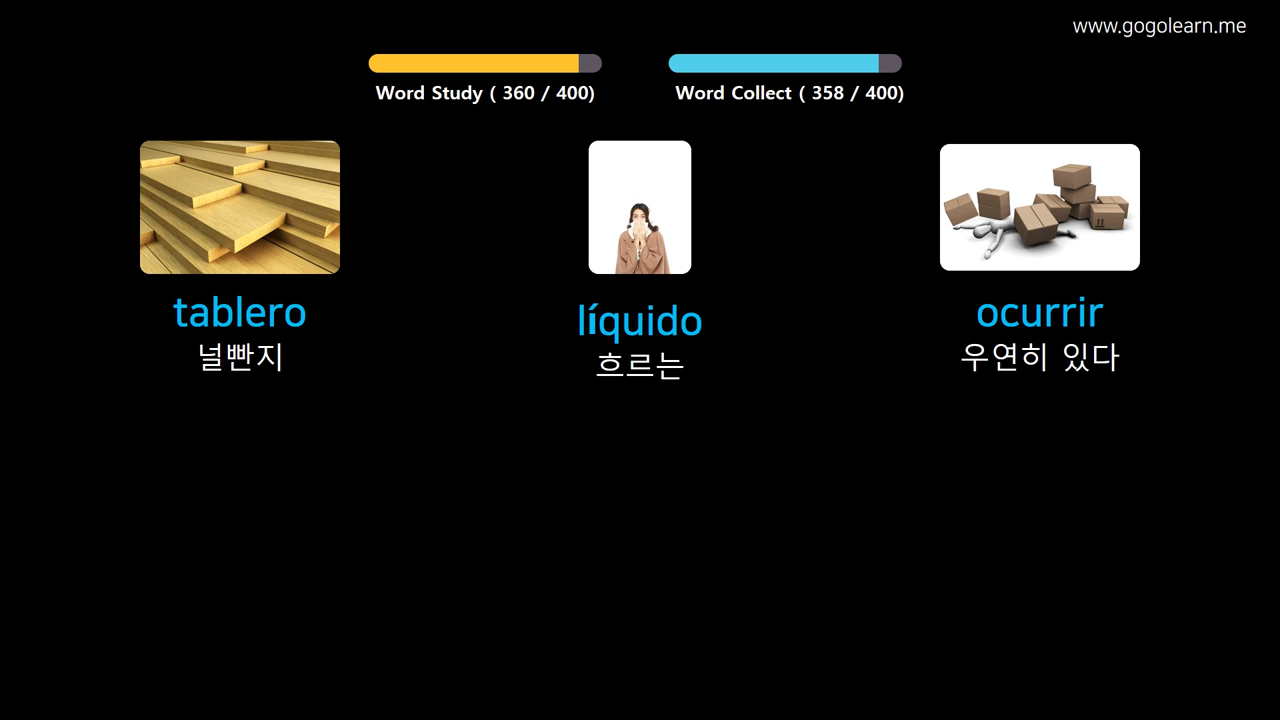 www.gogolearn.me
Word Study ( 360 / 400)
Word Collect ( 358 / 400)
tablero
널빤지
líquido
흐르는
ocurrir
우연히 있다